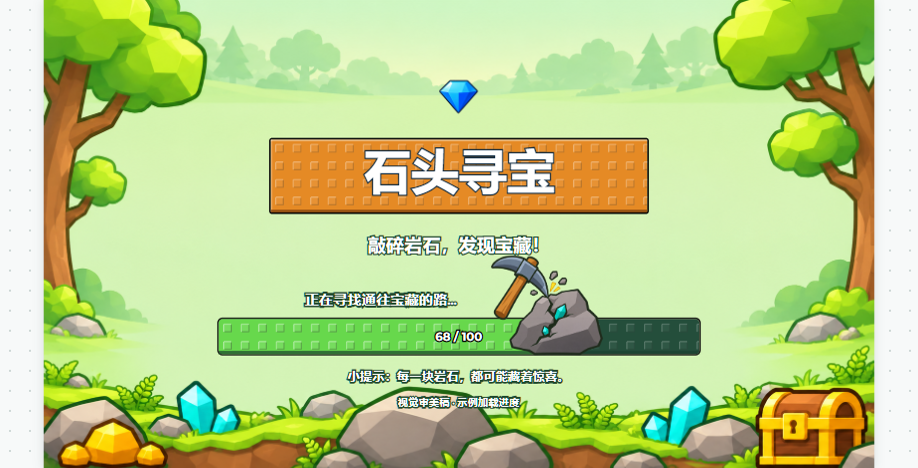 石头寻宝
敲碎岩石，发现宝藏！
正在寻找通往宝藏的路...
68 / 100
小提示：每一块岩石，都可能藏着惊喜。
视觉审美稿 · 示例加载进度